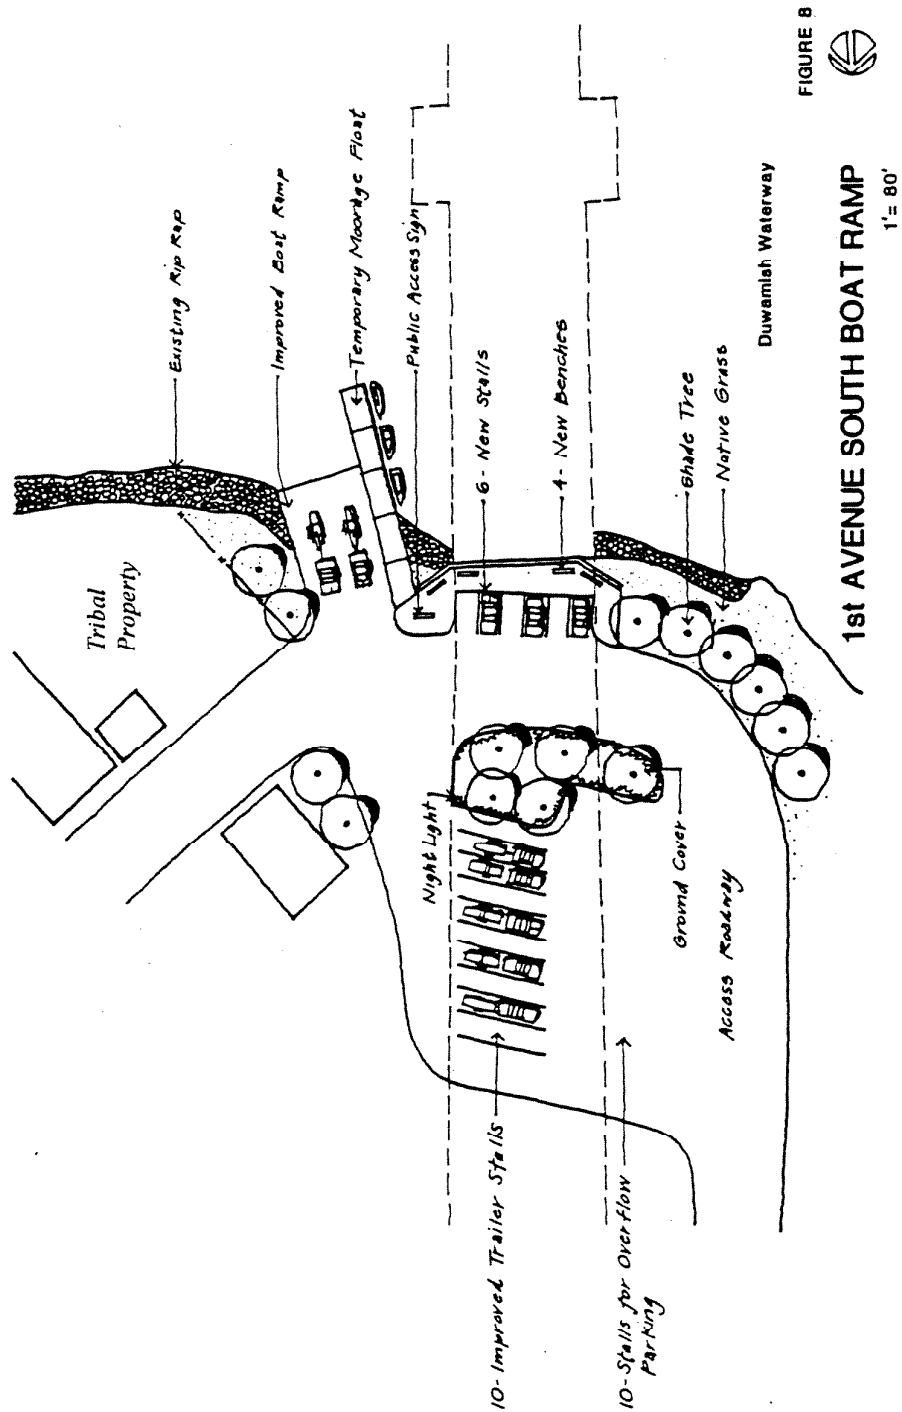 Existing Rip Rap
Improved Boat Ramp
Temporary Moorage Float
Public Access Sign
6 - New Stalls
4 - New Benches
Shade Tree
Native Grass
Tribal
Property
Night Light
Ground Cover
Access Roadway
10- Improved Trailer Stalls
10- Stalls for Overflow
Parking
Duwamish Waterway
1st AVENUE SOUTH BOAT RAMP
1'= 80'
FIGURE 8